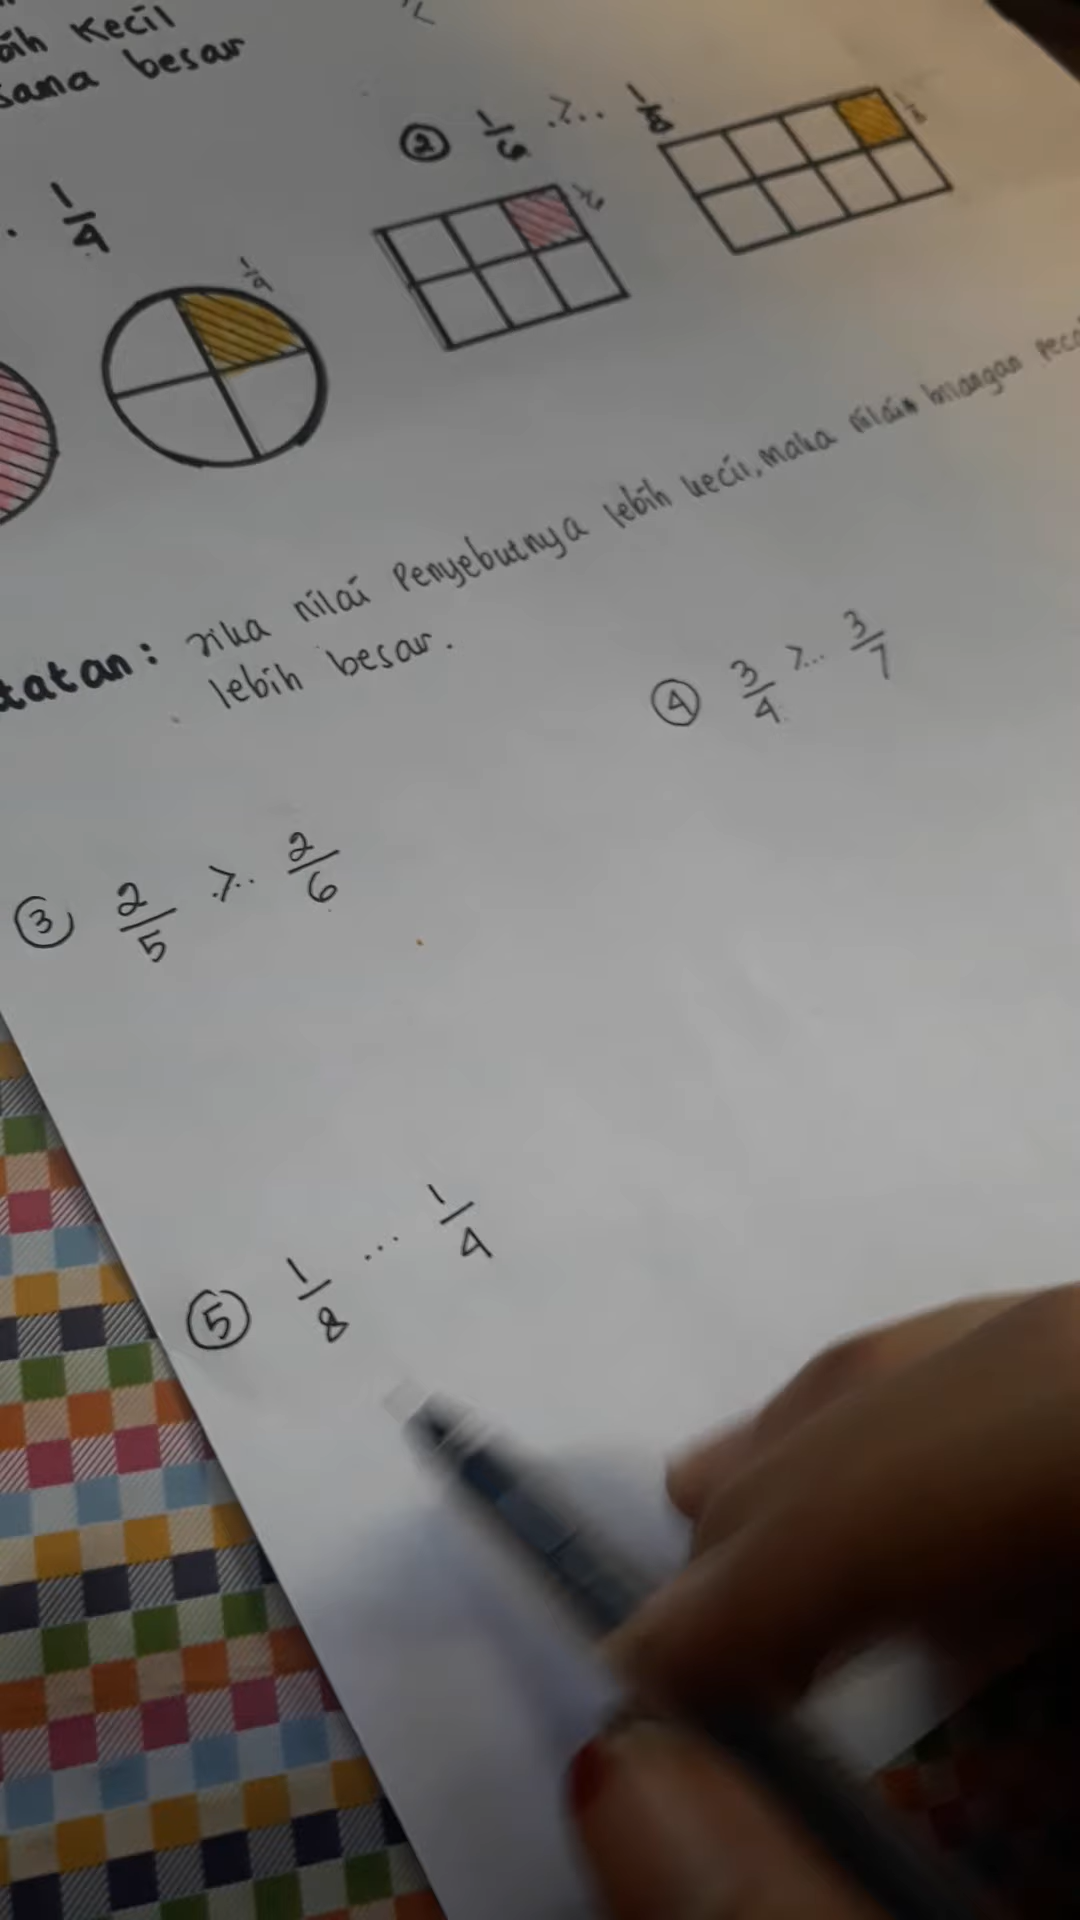 Kecil
sama besar
. 1/4
1/4
② 1/6 .>.. 1/8
1/6
1/8
tatan: Jika nilai Penyebutnya lebih kecil, maka nilai bilangan peca
lebih besar.
④ 3/4 >... 3/7
③ 2/5 .>.. 2/6
⑤ 1/8 ... 1/4